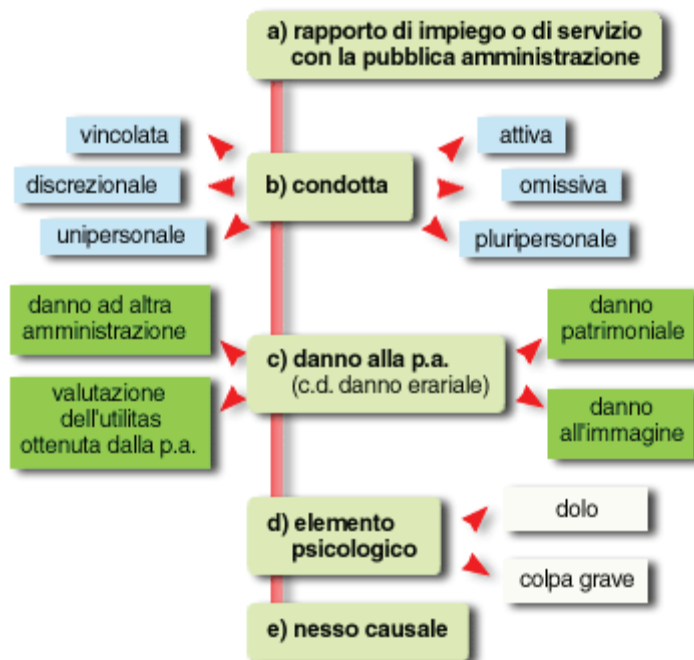 a) rapporto di impiego o di servizio
con la pubblica amministrazione
vincolata
attiva
discrezionale
b) condotta
omissiva
unipersonale
pluripersonale
danno ad altra
amministrazione
danno
patrimoniale
c) danno alla p.a.
(c.d. danno erariale)
valutazione
dell'utilitas
ottenuta dalla p.a.
danno
all'immagine
d) elemento
psicologico
dolo
colpa grave
e) nesso causale